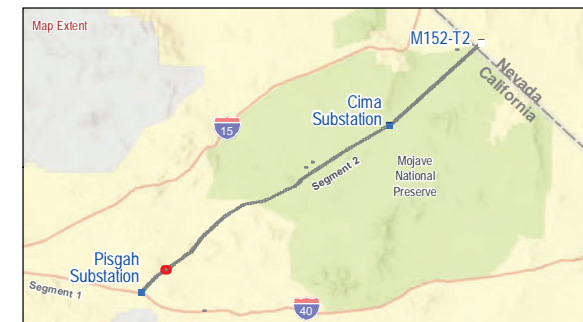 Map Extent
M152-T2
Nevada
California
Cima
Substation
15
Mojave
National
Preserve
Segment 2
Pisgah
Substation
Segment 1
40